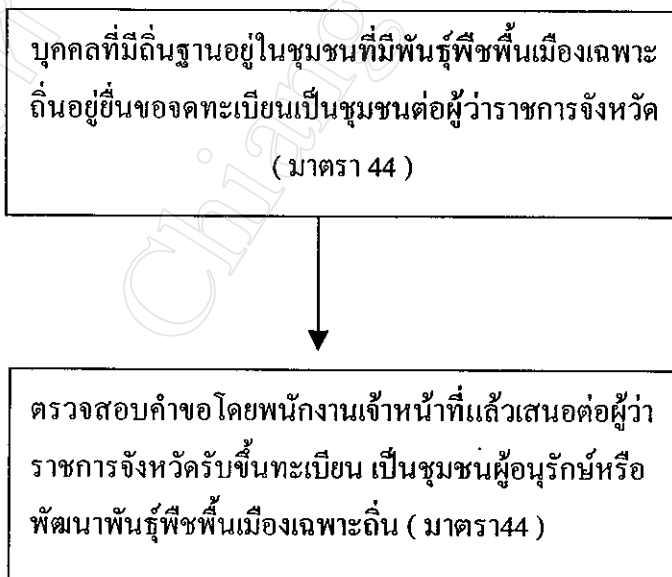 บุคคลที่มีถิ่นฐานอยู่ในชุมชนที่มีพันธุ์พืชพื้นเมืองเฉพาะ
ถิ่นอยู่ยื่นขอจดทะเบียนเป็นชุมชนต่อผู้ว่าราชการจังหวัด
( มาตรา 44 )
Chiang
ตรวจสอบคำขอโดยพนักงานเจ้าหน้าที่แล้วเสนอต่อผู้ว่า
ราชการจังหวัดรับขึ้นทะเบียน เป็นชุมชนผู้อนุรักษ์หรือ
พัฒนาพันธุ์พืชพื้นเมืองเฉพาะถิ่น ( มาตรา44 )